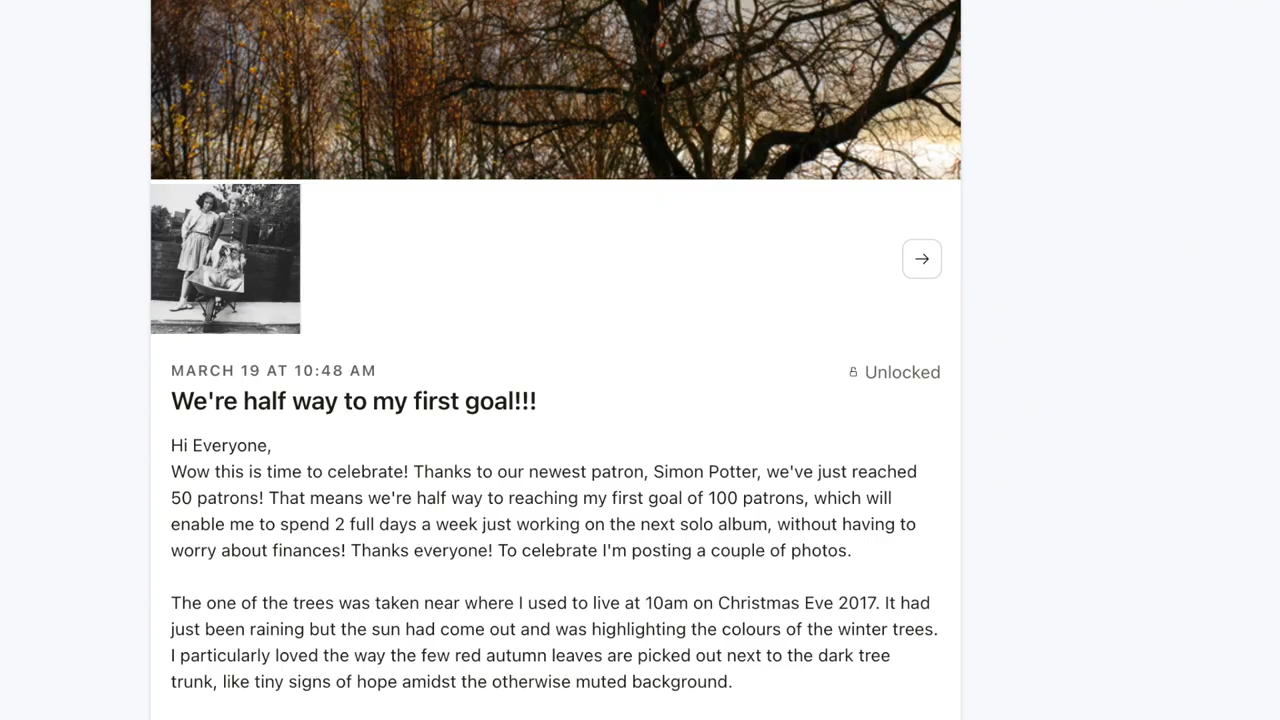 MARCH 19 AT 10:48 AM
Unlocked
We're half way to my first goal!!!
Hi Everyone,
Wow this is time to celebrate! Thanks to our newest patron, Simon Potter, we've just reached
50 patrons! That means we're half way to reaching my first goal of 100 patrons, which will
enable me to spend 2 full days a week just working on the next solo album, without having to
worry about finances! Thanks everyone! To celebrate I'm posting a couple of photos.
The one of the trees was taken near where I used to live at 10am on Christmas Eve 2017. It had
just been raining but the sun had come out and was highlighting the colours of the winter trees.
I particularly loved the way the few red autumn leaves are picked out next to the dark tree
trunk, like tiny signs of hope amidst the otherwise muted background.